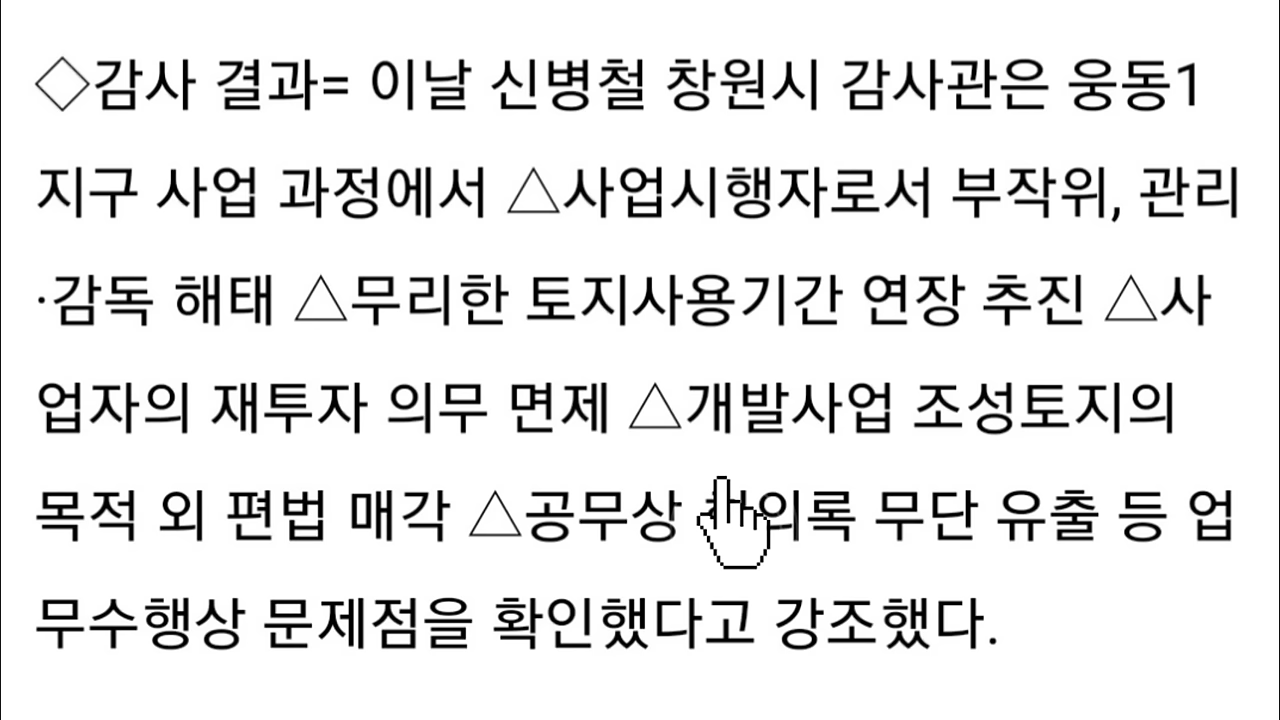 ◇감사 결과= 이날 신병철 창원시 감사관은 웅동1
지구 사업 과정에서 △사업시행자로서 부작위, 관리
·감독 해태 △무리한 토지사용기간 연장 추진 △사
업자의 재투자 의무 면제 △개발사업 조성토지의
목적 외 편법 매각 △공무상 무단 유출 등 업
무수행상 문제점을 확인했다고 강조했다.